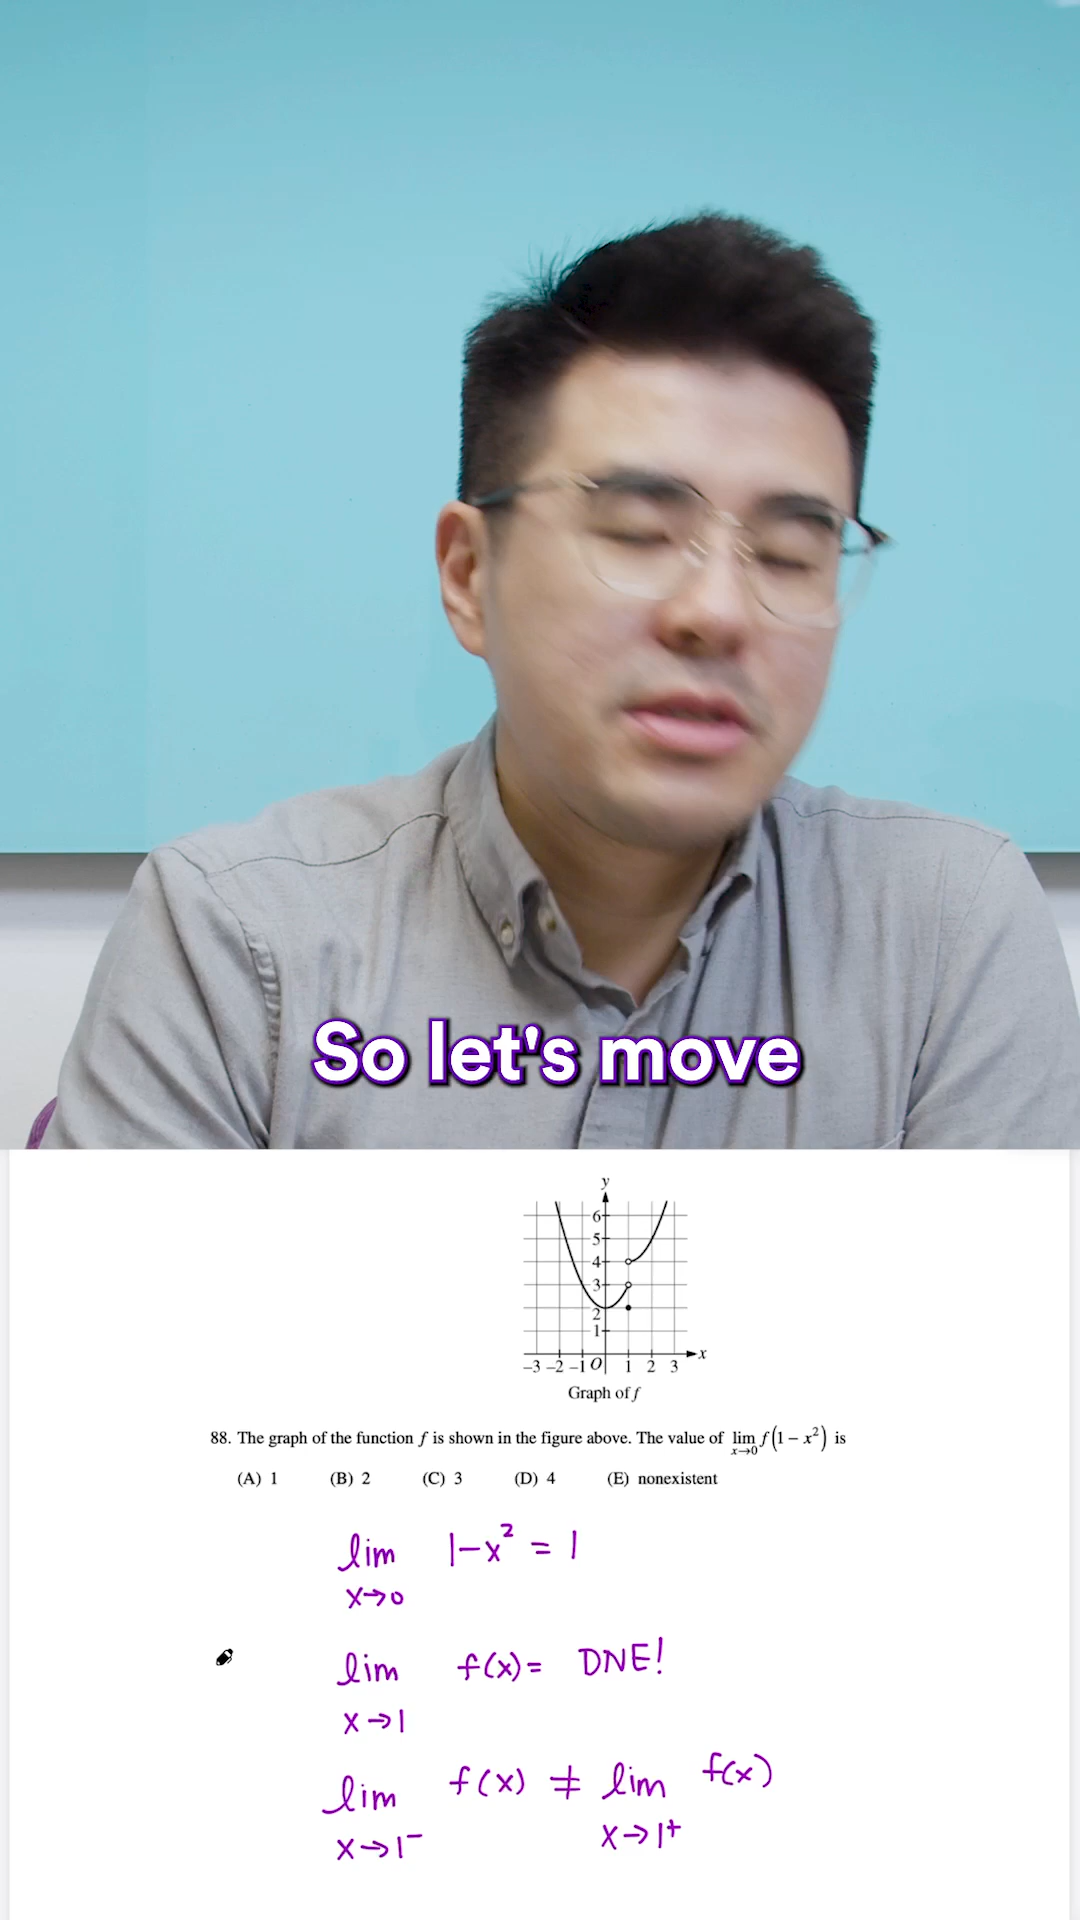 So let's move
y
6
5
4
3
2
1
-3 -2 -1 O 1 2 3 x
Graph of f
88. The graph of the function f is shown in the figure above. The value of lim x→0 f(1 − x²) is
(A) 1 (B) 2 (C) 3 (D) 4 (E) nonexistent
lim x→0 1−x² = 1
lim x→1 f(x) = DNE!
lim x→1⁻ f(x) ≠ lim x→1⁺ f(x)